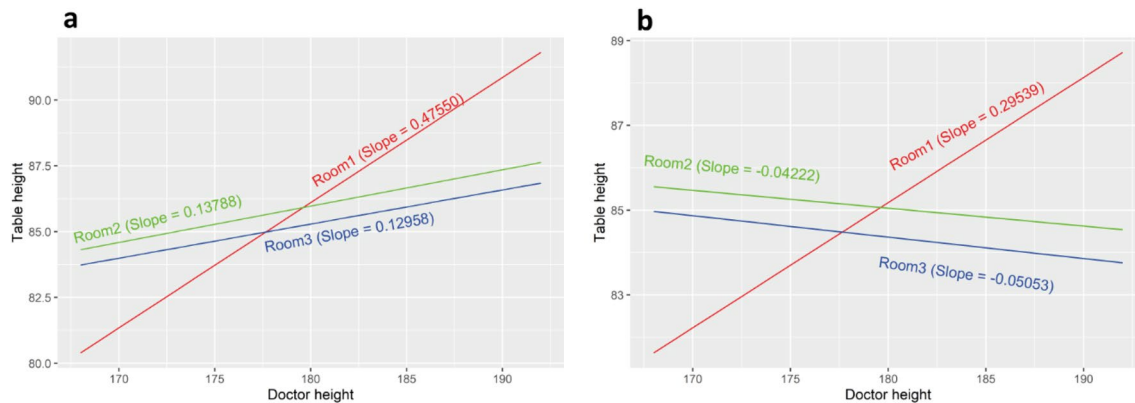 a
90.0
87.5
85.0
82.5
80.0
Table height
Room1 (Slope = 0.47550)
Room2 (Slope = 0.13788)
Room3 (Slope = 0.12958)
170 175 180 185 190
Doctor height
b
89
87
85
83
Table height
Room1 (Slope = 0.29539)
Room2 (Slope = -0.04222)
Room3 (Slope = -0.05053)
170 175 180 185 190
Doctor height